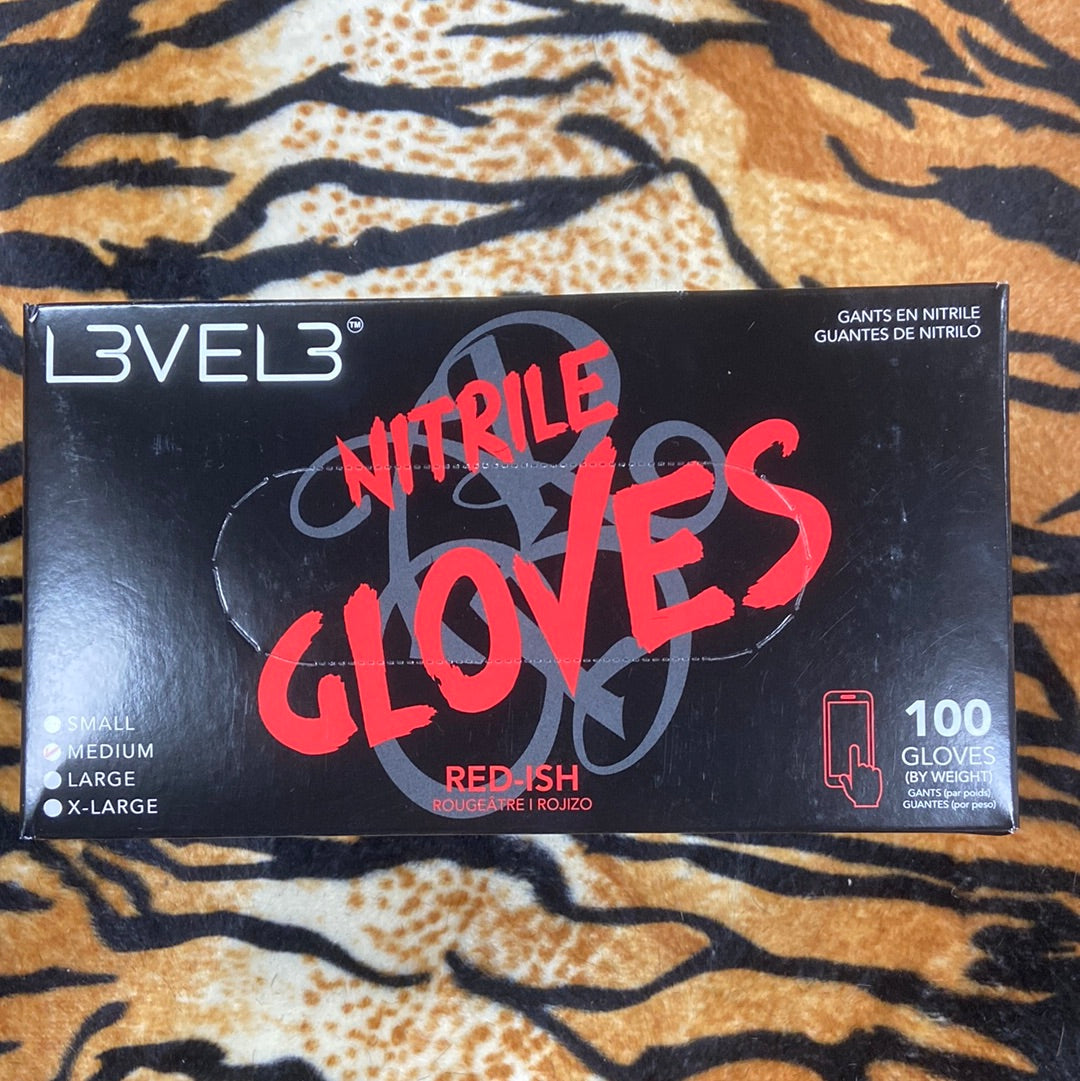 L3VEL3™
GANTS EN NITRILE
GUANTES DE NITRILO
NITRILE
GLOVES
SMALL
MEDIUM
LARGE
X-LARGE
RED-ISH
ROUGEÂTRE | ROJIZO
100
GLOVES
(BY WEIGHT)
GANTS (par poids)
GUANTES (por peso)